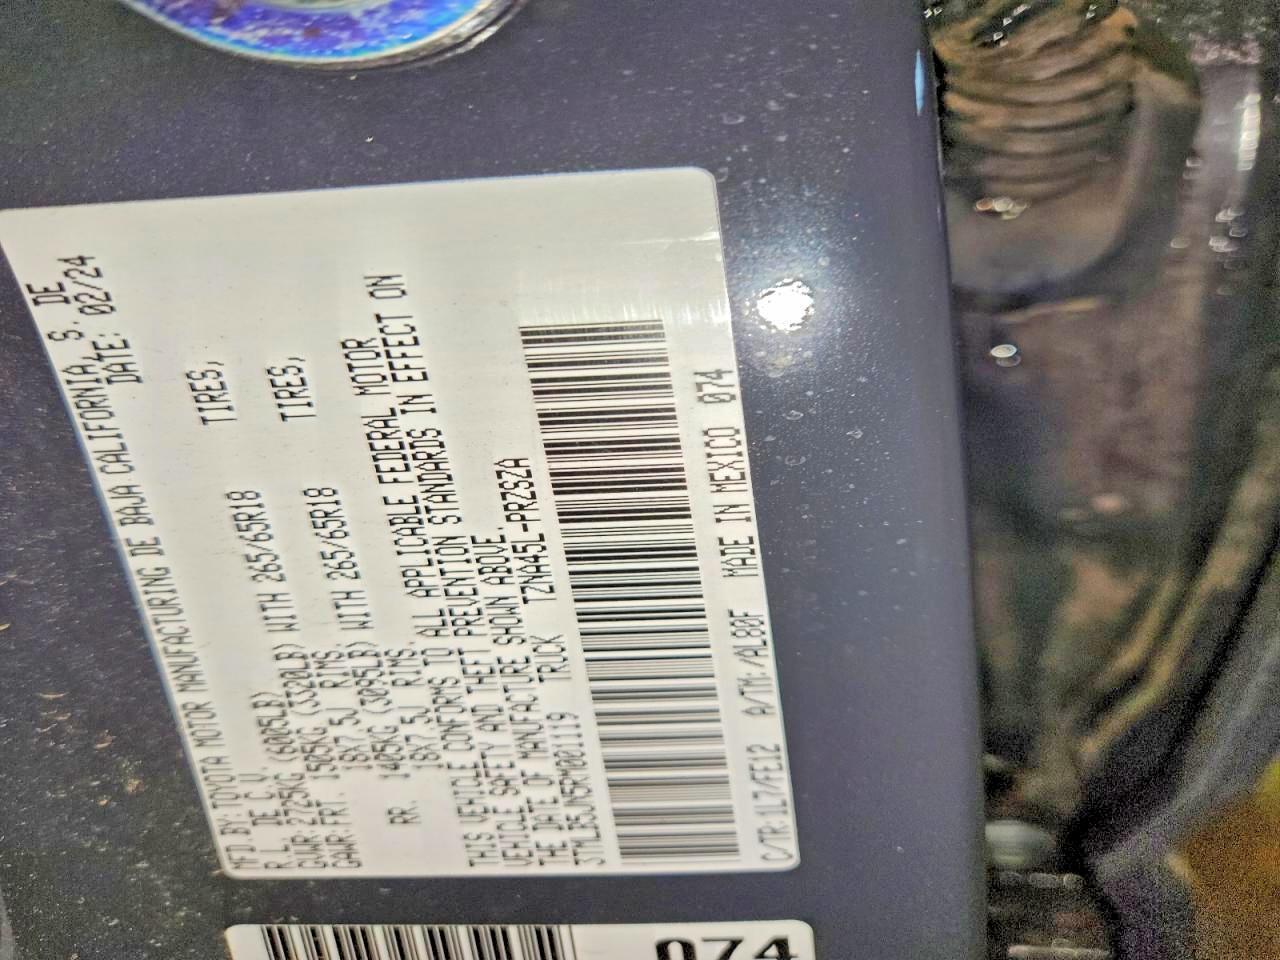 MFD.BY:TOYOTA MOTOR MANUFACTURING DE BAJA CALIFORNIA, S. DE
R.L. DE C.V. DATE: 02/24
GVWR: 2725KG (6005LB)
GAWR:FRT. 1505KG (3320LB) WITH 265/65R18 TIRES,
18X7.5J RIMS
RR. 1405KG (3095LB) WITH 265/65R18 TIRES,
18X7.5J RIMS
THIS VEHICLE CONFORMS TO ALL APPLICABLE FEDERAL MOTOR
VEHICLE SAFETY AND THEFT PREVENTION STANDARDS IN EFFECT ON
THE DATE OF MANUFACTURE SHOWN ABOVE.
TRUCK TZNA45L-PRZSZA
C/TR:1L7/FE12 A/TM:/AL80F MADE IN MEXICO 074
074